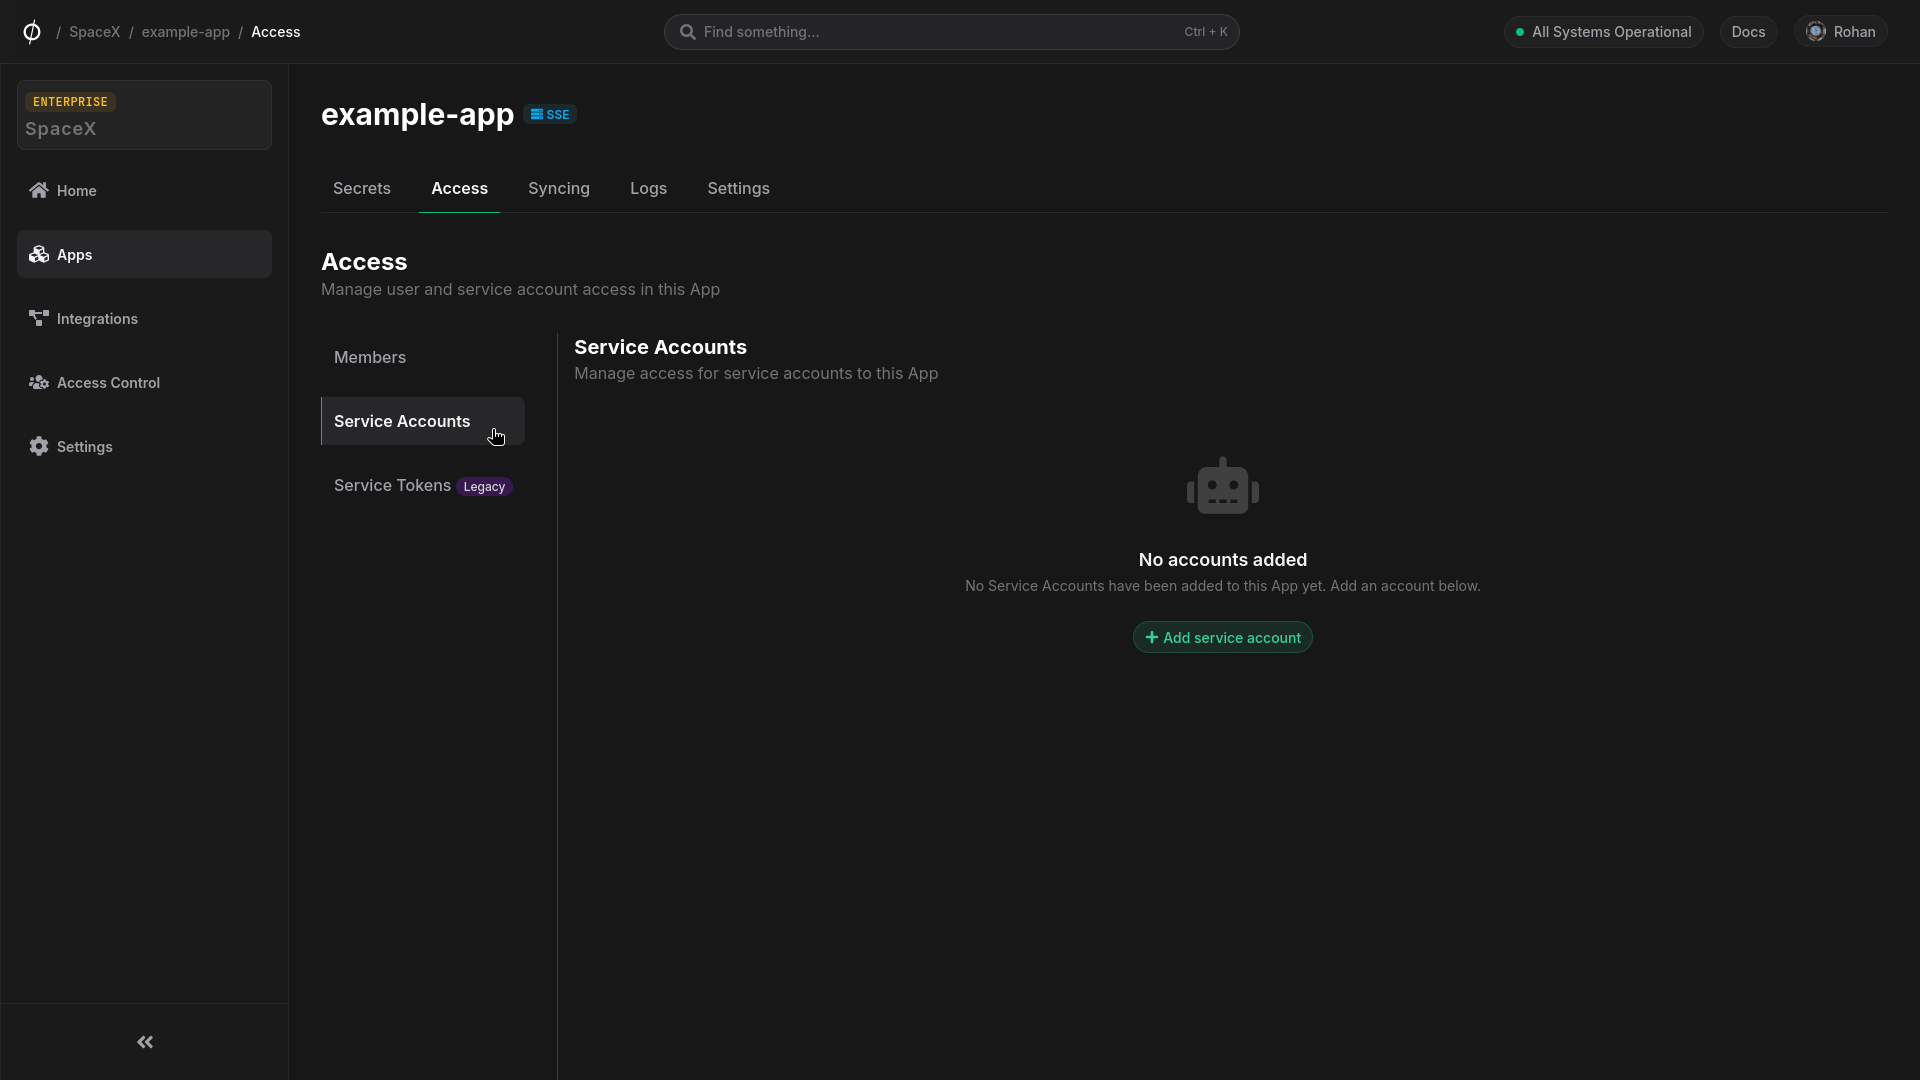 / SpaceX / example-app / Access
Find something...
Ctrl + K
All Systems Operational
Docs
Rohan
ENTERPRISE
SpaceX
Home
Apps
Integrations
Access Control
Settings
example-app
SSE
Secrets
Access
Syncing
Logs
Settings
Access
Manage user and service account access in this App
Members
Service Accounts
Service Tokens Legacy
Service Accounts
Manage access for service accounts to this App
No accounts added
No Service Accounts have been added to this App yet. Add an account below.
Add service account